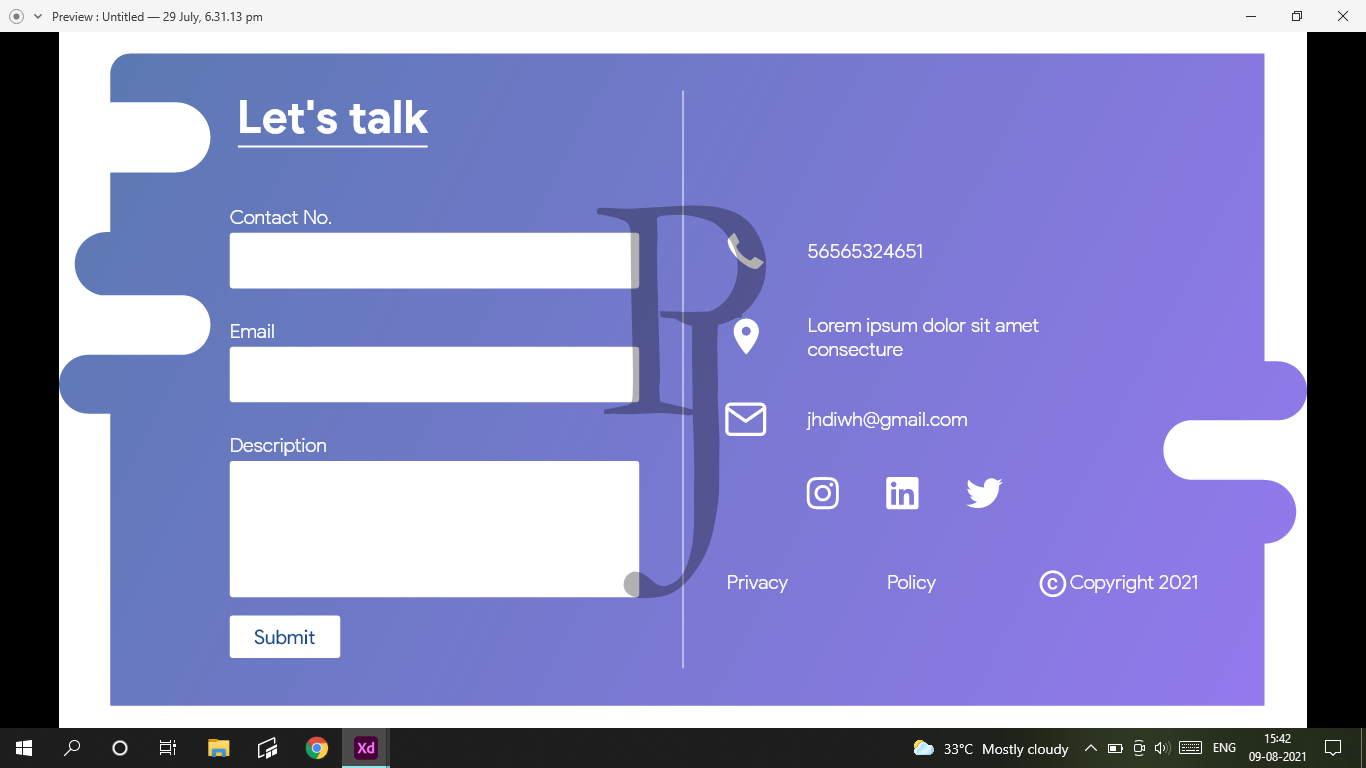 Preview : Untitled — 29 July, 6.31.13 pm
Let's talk
Contact No.
Email
Description
Submit
PJ
56565324651
Lorem ipsum dolor sit amet
consecture
jhdiwh@gmail.com
in
Privacy
Policy
© Copyright 2021
Xd
33°C Mostly cloudy
ENG
15:42
09-08-2021